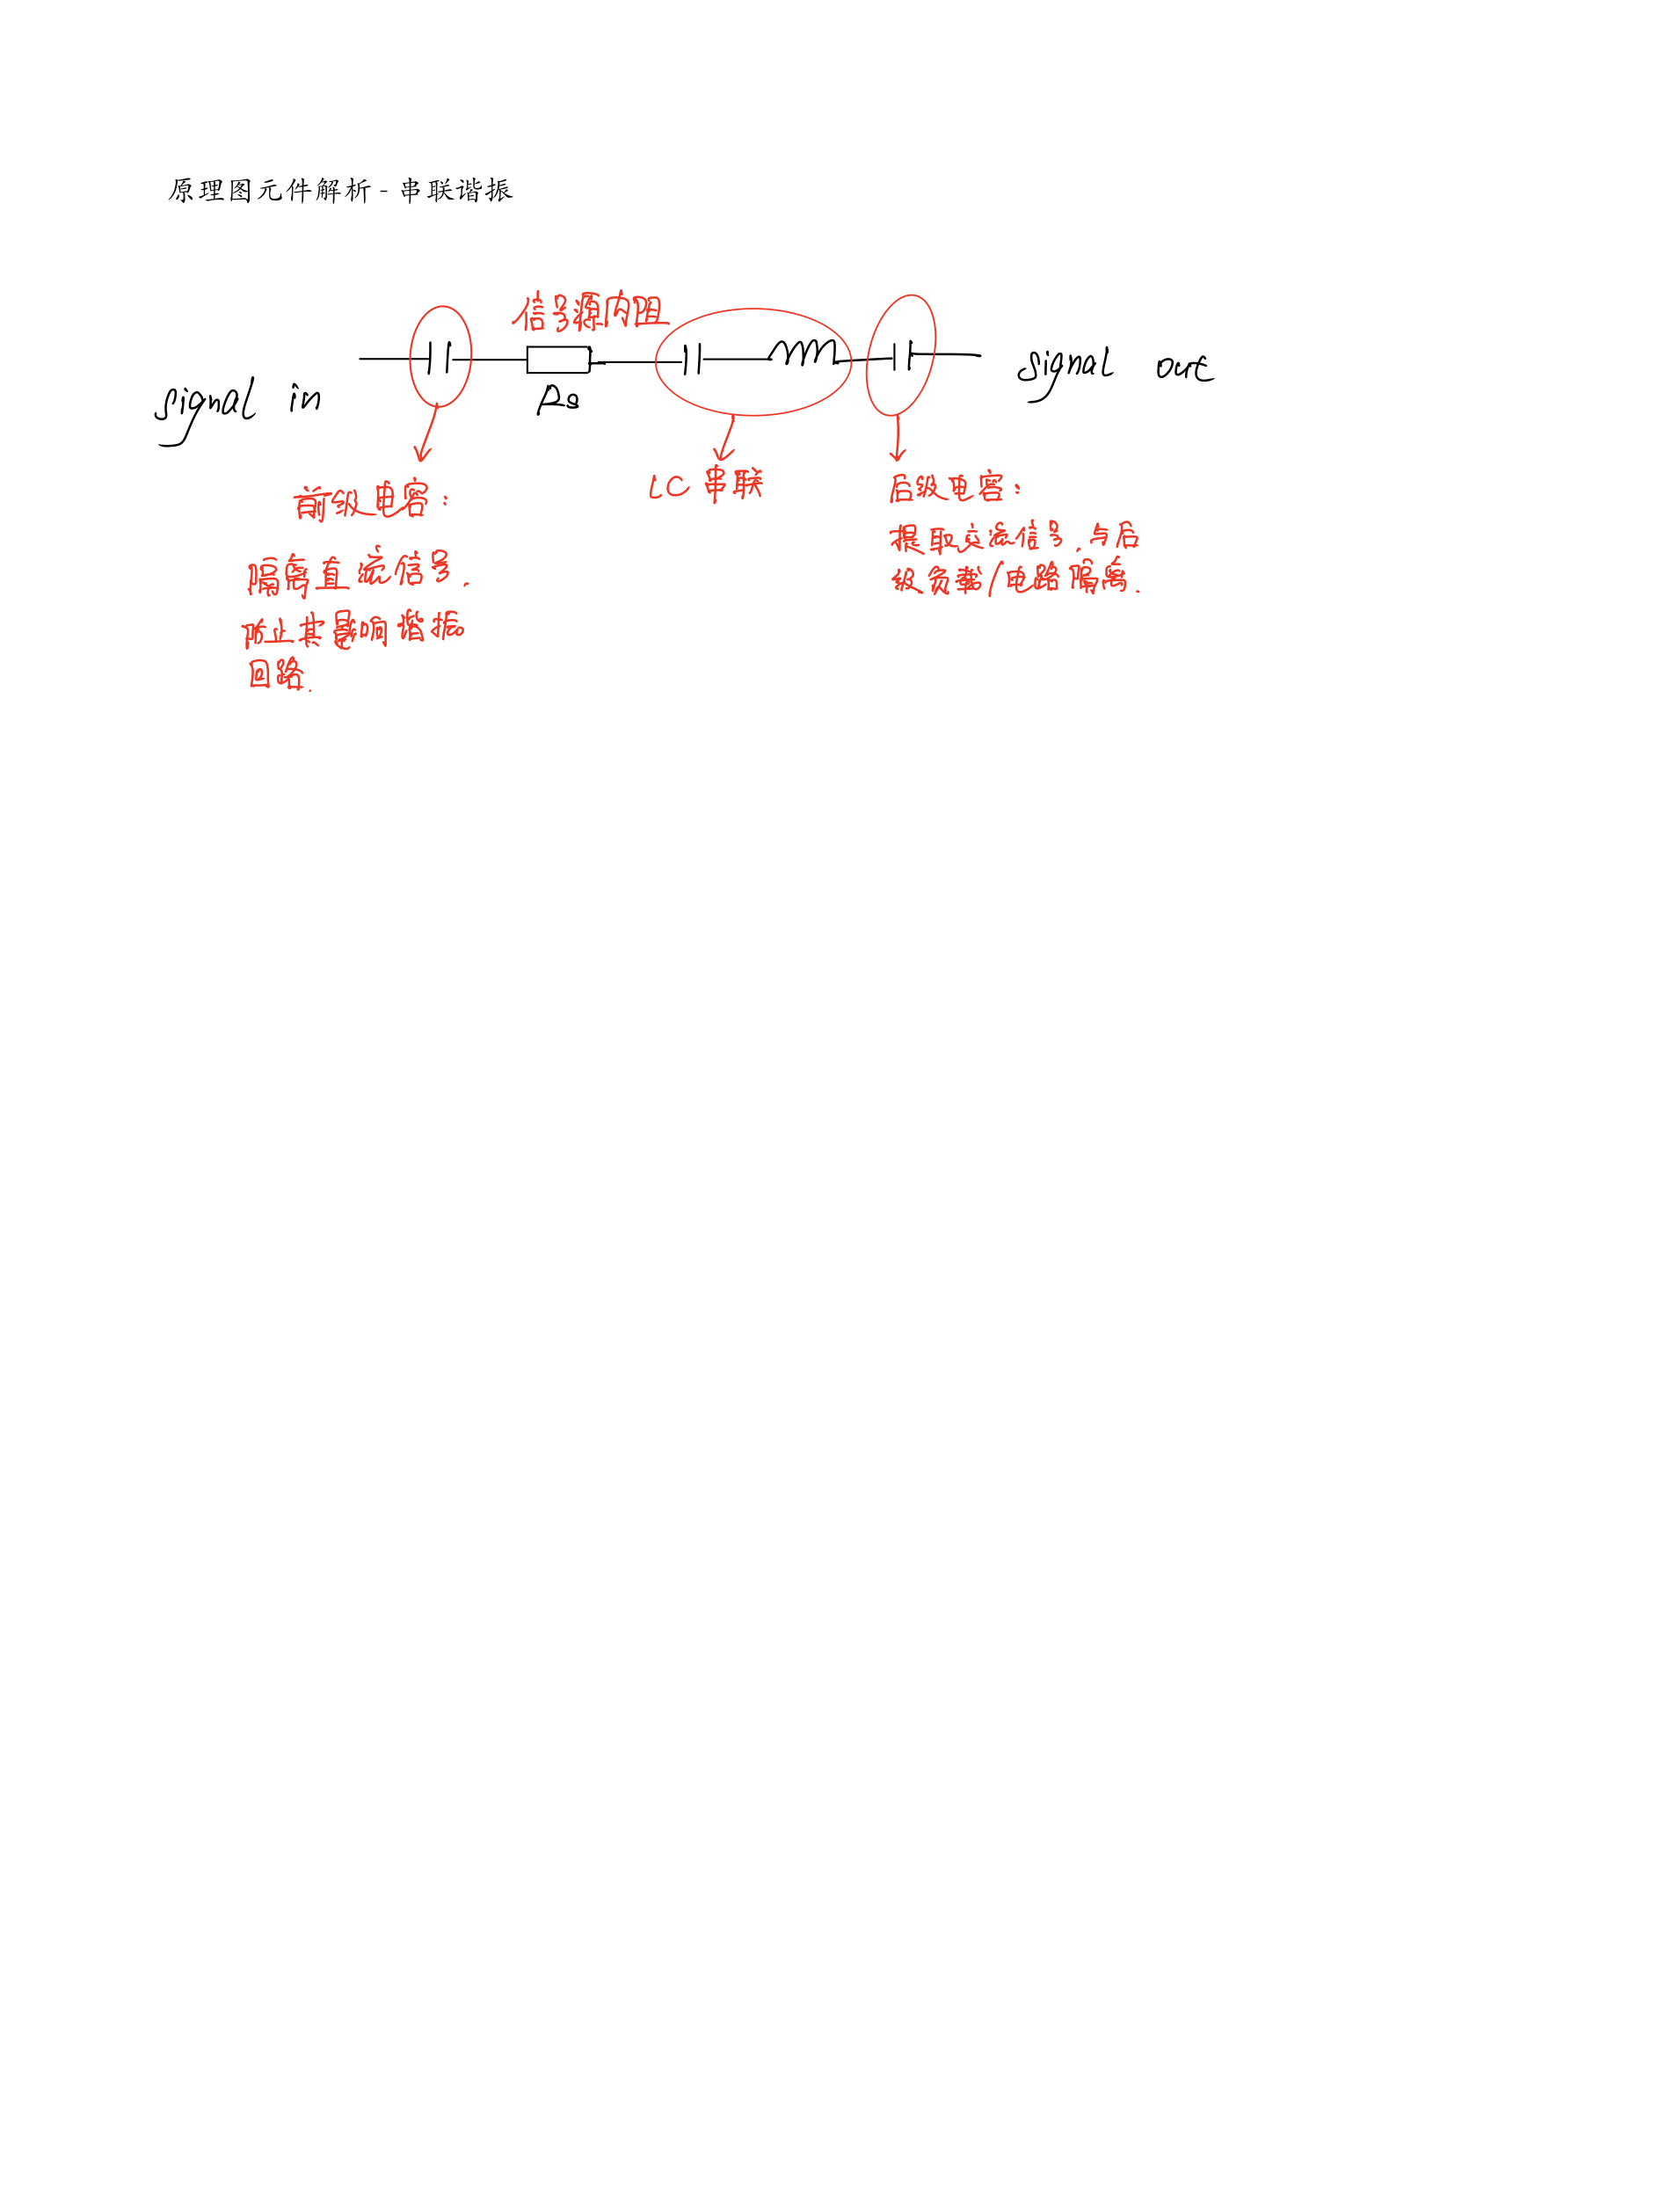 原理图元件解析 - 串联谐振
信号源内阻
signal in
Rs
signal out
前级电容：
隔离直流信号.
防止其影响谐振
回路.
LC 串联
后级电容：
提取交流信号.与后
级负载/电路隔离.